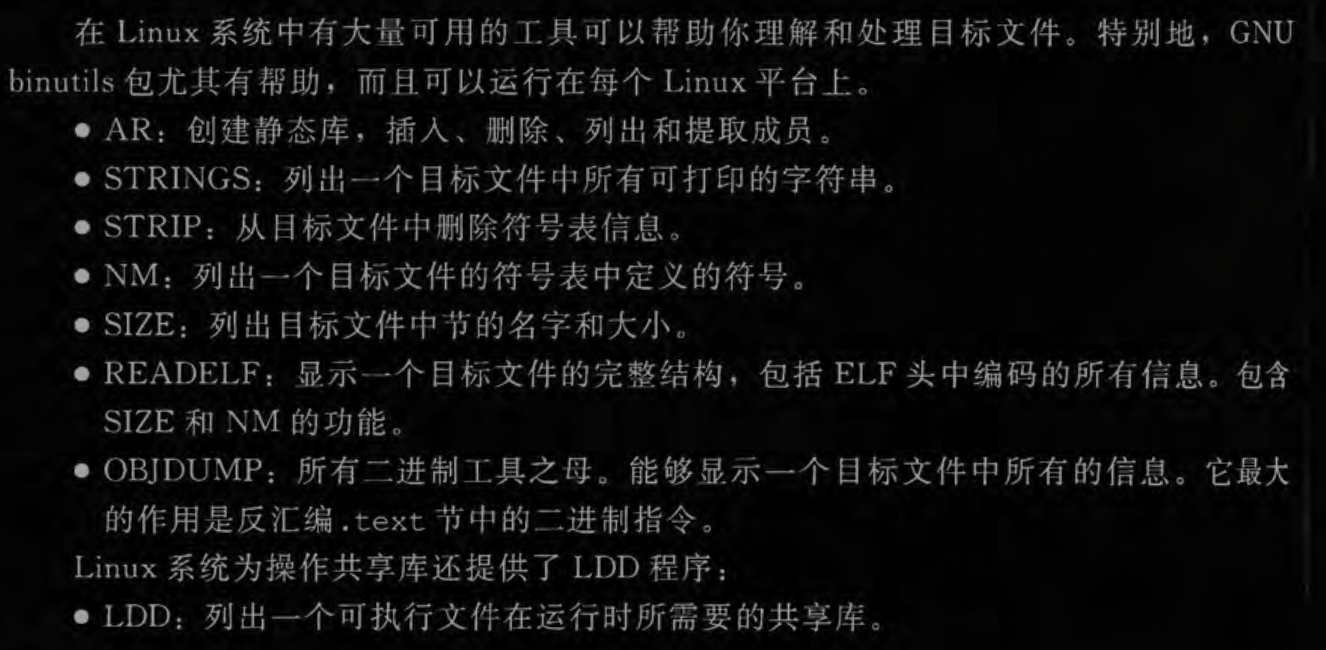 在 Linux 系统中有大量可用的工具可以帮助你理解和处理目标文件。特别地，GNU
binutils 包尤其有帮助，而且可以运行在每个 Linux 平台上。
● AR：创建静态库，插入、删除、列出和提取成员。
● STRINGS：列出一个目标文件中所有可打印的字符串。
● STRIP：从目标文件中删除符号表信息。
● NM：列出一个目标文件的符号表中定义的符号。
● SIZE：列出目标文件中节的名字和大小。
● READELF：显示一个目标文件的完整结构，包括 ELF 头中编码的所有信息。包含
SIZE 和 NM 的功能。
● OBJDUMP：所有二进制工具之母。能够显示一个目标文件中所有的信息。它最大
的作用是反汇编 .text 节中的二进制指令。
Linux 系统为操作共享库还提供了 LDD 程序：
● LDD：列出一个可执行文件在运行时所需要的共享库。